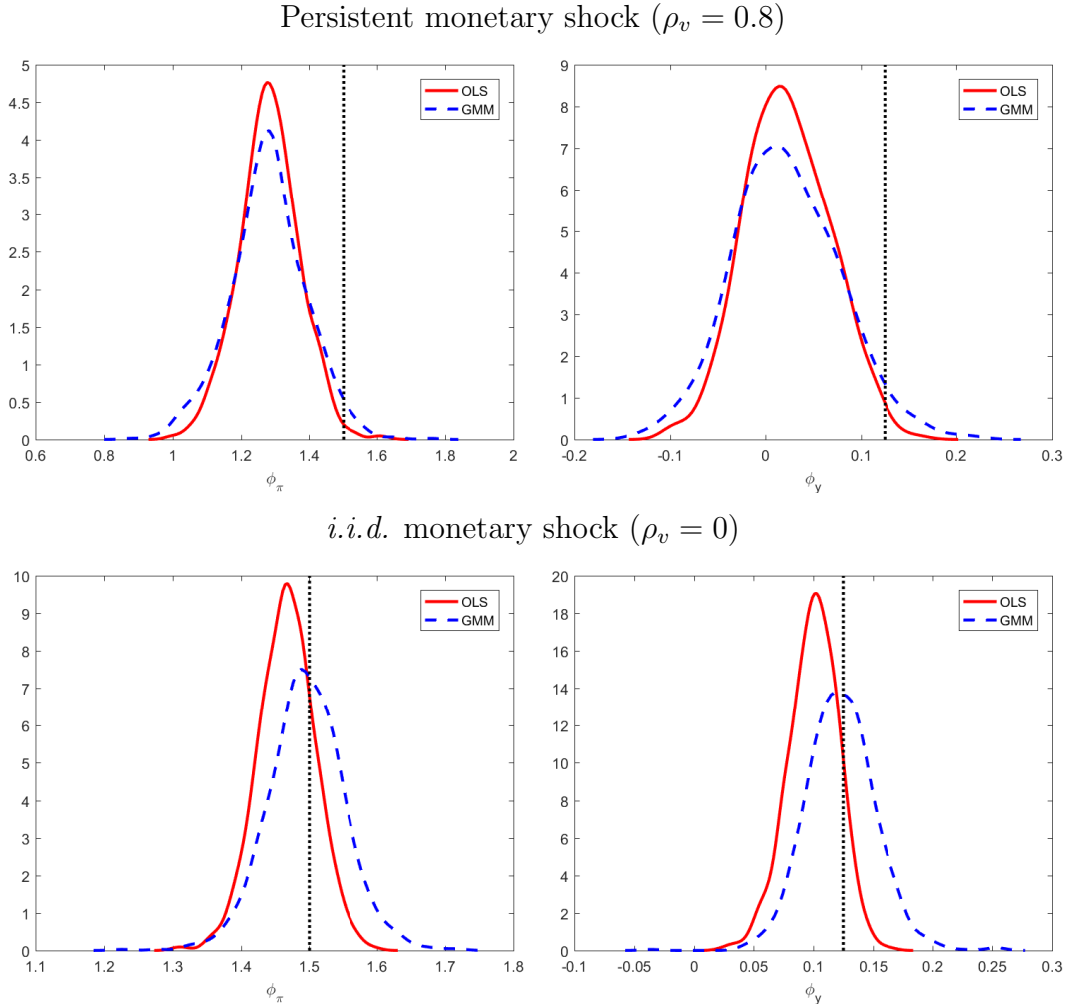 Persistent monetary shock (ρ_v = 0.8)
5
4.5
4
3.5
3
2.5
2
1.5
1
0.5
0
0.6 0.8 1 1.2 1.4 1.6 1.8 2
ϕ_π
OLS
GMM
9
8
7
6
5
4
3
2
1
0
-0.2 -0.1 0 0.1 0.2 0.3
ϕ_y
OLS
GMM
i.i.d. monetary shock (ρ_v = 0)
10
9
8
7
6
5
4
3
2
1
0
1.1 1.2 1.3 1.4 1.5 1.6 1.7 1.8
ϕ_π
OLS
GMM
20
18
16
14
12
10
8
6
4
2
0
-0.1 -0.05 0 0.05 0.1 0.15 0.2 0.25 0.3
ϕ_y
OLS
GMM